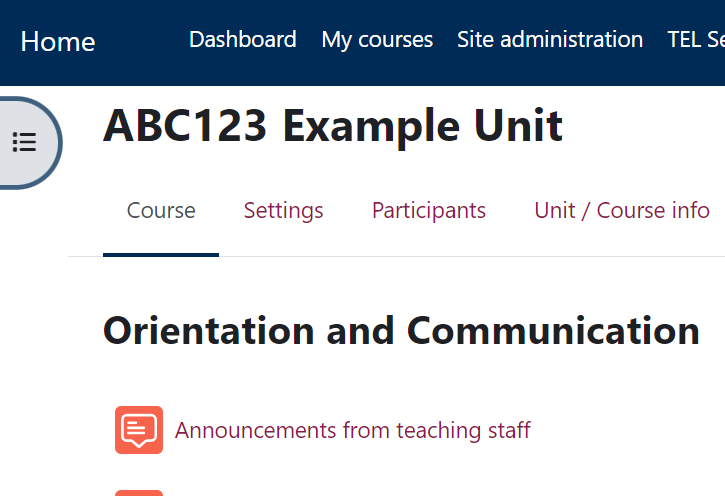 Home Dashboard My courses Site administration TEL
ABC123 Example Unit
Course Settings Participants Unit / Course info
Orientation and Communication
Announcements from teaching staff